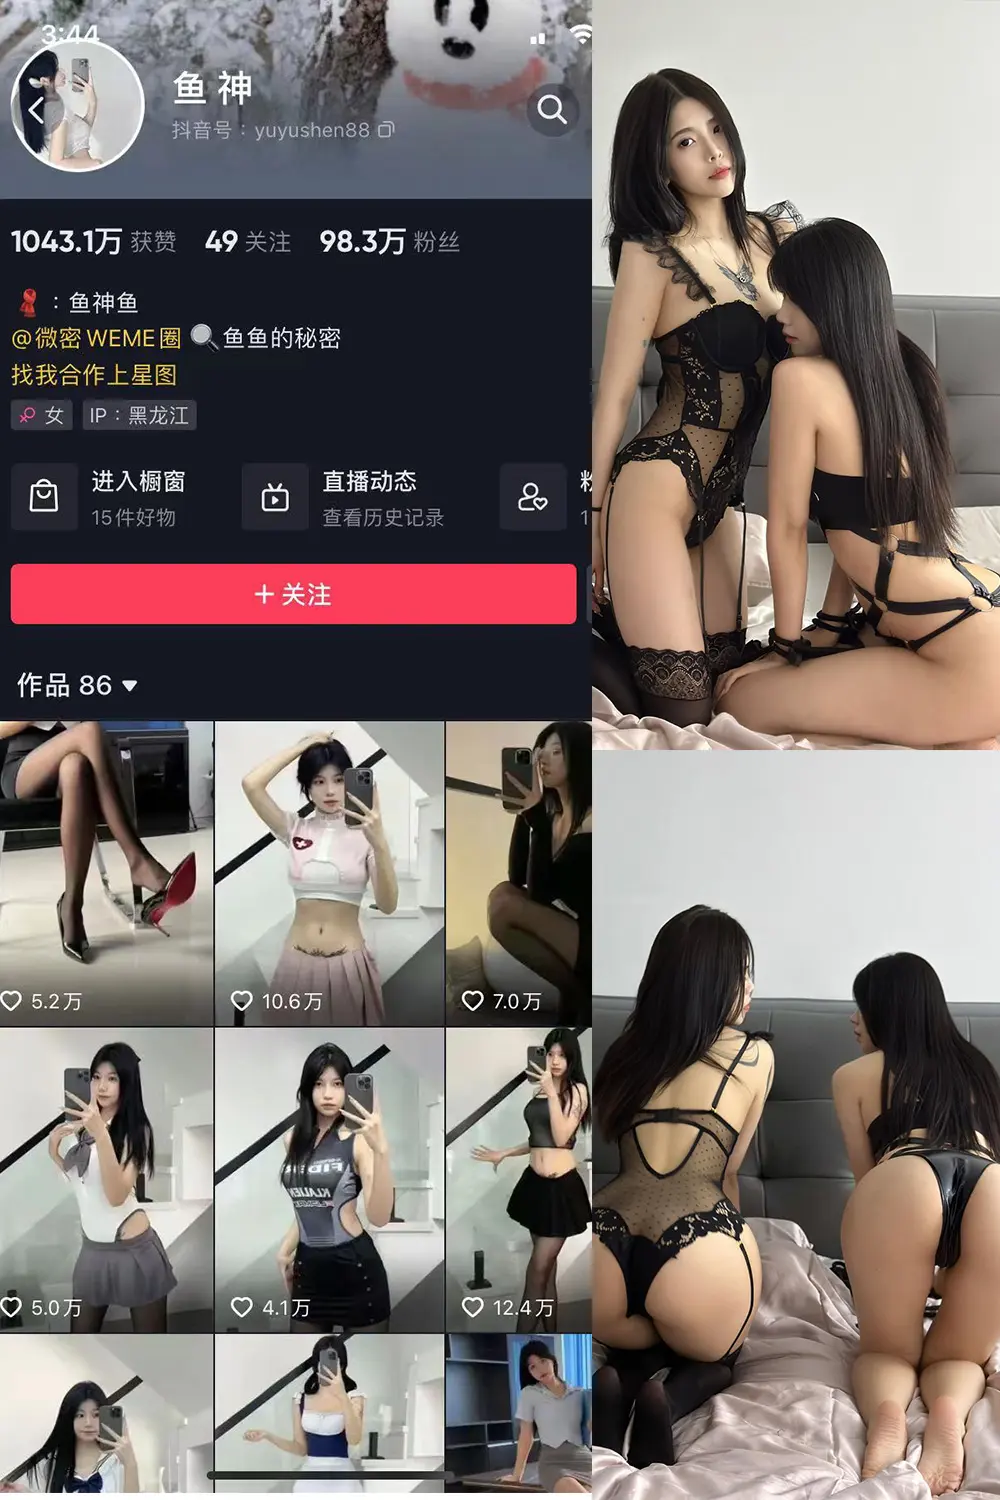 3:44
鱼 神
抖音号：yuyushen88
1043.1万 获赞 49 关注 98.3万 粉丝
：鱼神鱼
@微密 WEME圈 鱼鱼的秘密
找我合作上星图
女 IP：黑龙江
进入橱窗 直播动态
15件好物 查看历史记录
+ 关注
作品 86
5.2万 10.6万 7.0万
5.0万 4.1万 12.4万